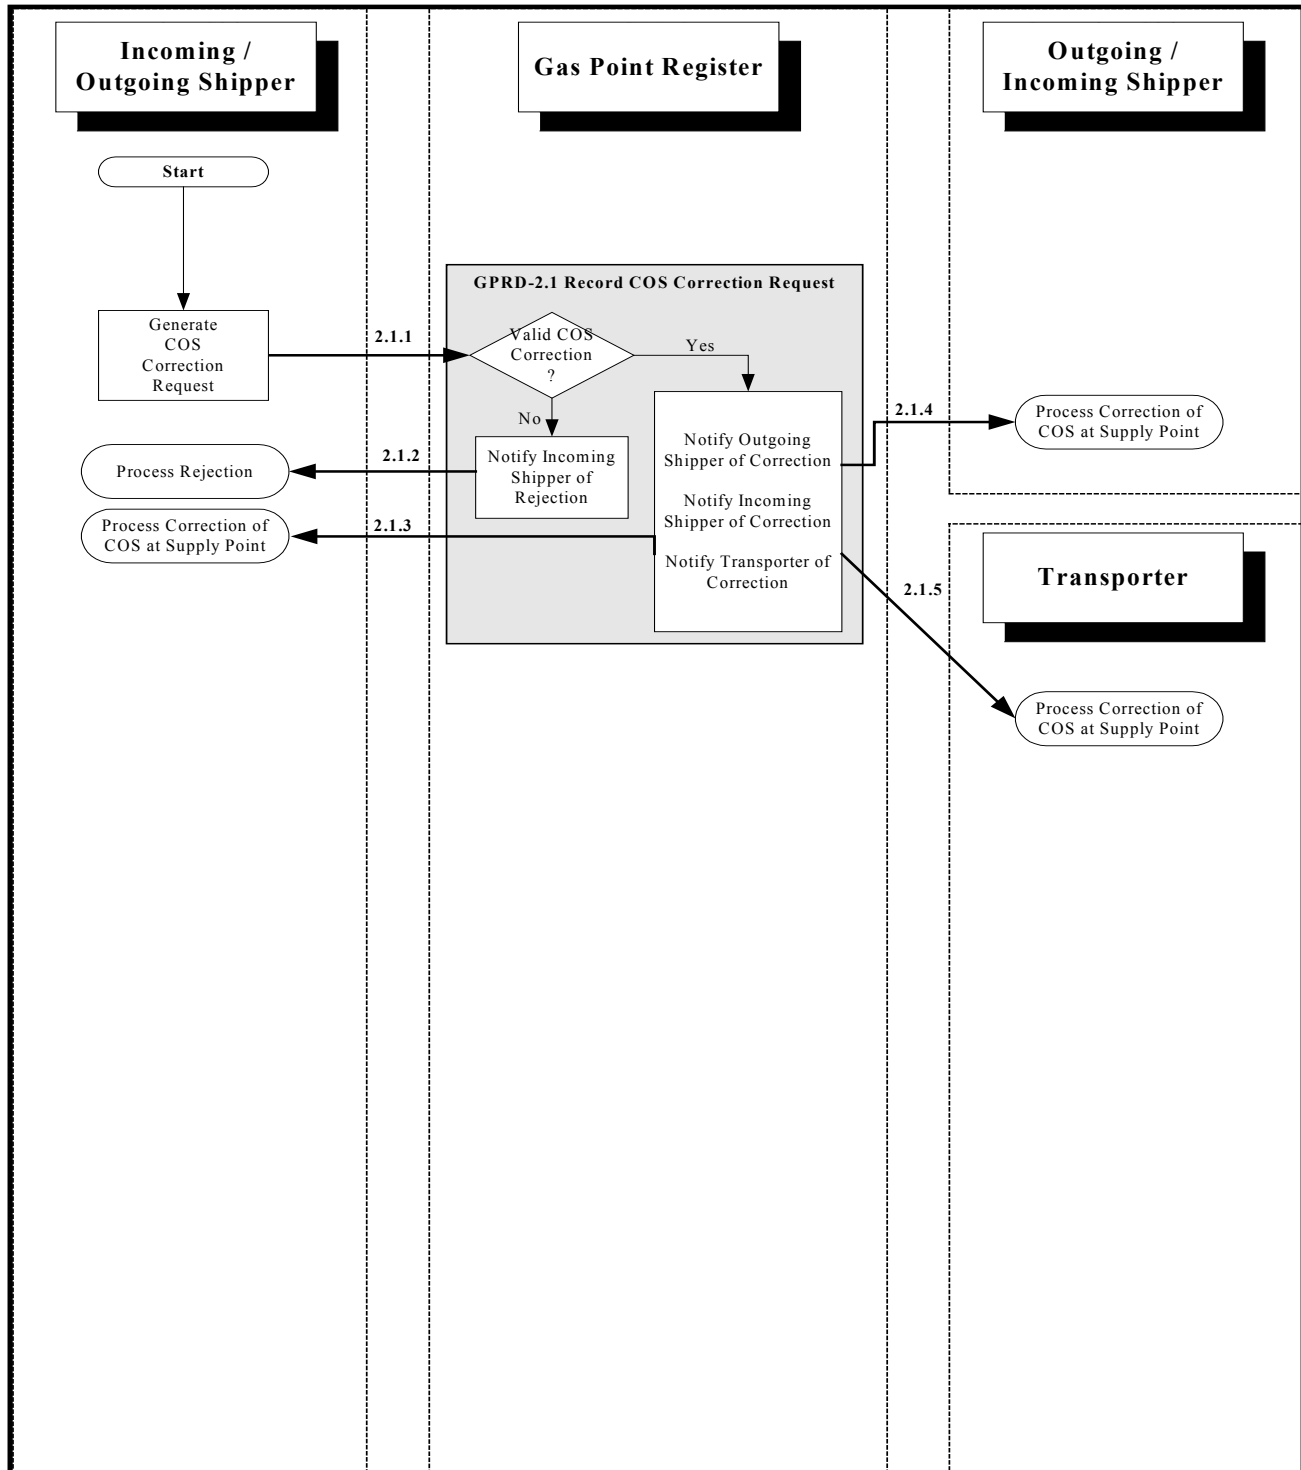 Incoming /
Outgoing Shipper
Gas Point Register
Outgoing /
Incoming Shipper
Start
GPRD-2.1 Record COS Correction Request
Generate
COS
Correction
Request
2.1.1
Valid COS
Correction
?
Yes
No
2.1.4
Process Correction of
COS at Supply Point
Process Rejection
2.1.2
Notify Incoming
Shipper of
Rejection
Notify Outgoing
Shipper of Correction
Notify Incoming
Shipper of Correction
Notify Transporter of
Correction
Process Correction of
COS at Supply Point
2.1.3
Transporter
2.1.5
Process Correction of
COS at Supply Point